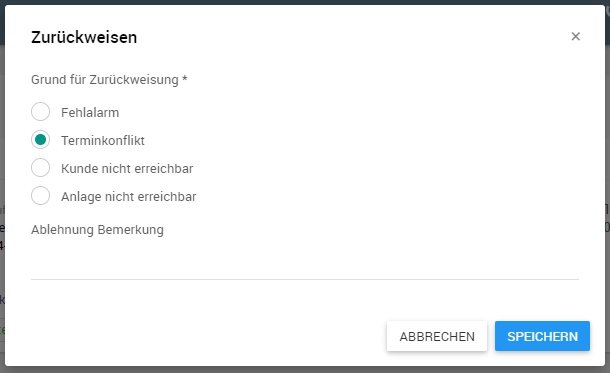 Zurückweisen
Grund für Zurückweisung *
Fehlalarm
Terminkonflikt
Kunde nicht erreichbar
Anlage nicht erreichbar
Ablehnung Bemerkung
ABBRECHEN
SPEICHERN